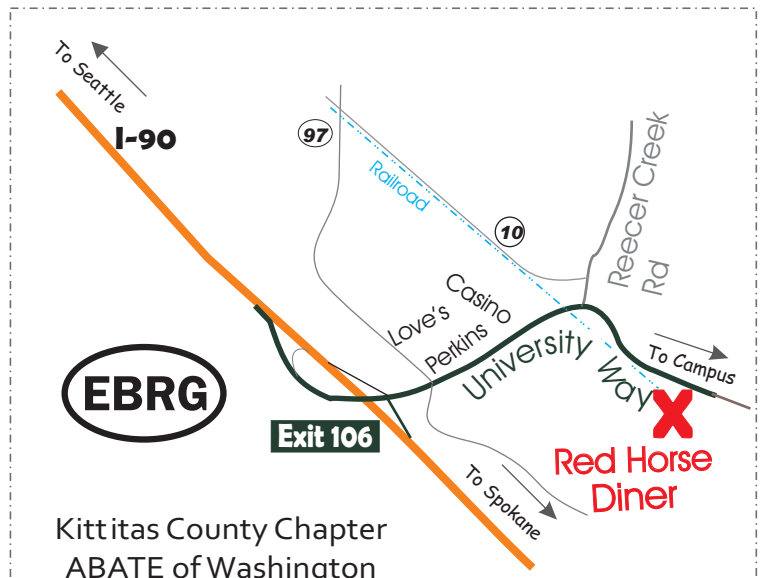 To Seattle
I-90
97
Railroad
10
Reecer Creek
Rd
Casino
Love's
Perkins
University Way
To Campus
EBRG
Exit 106
Red Horse
Diner
To Spokane
Kittitas County Chapter
ABATE of Washington